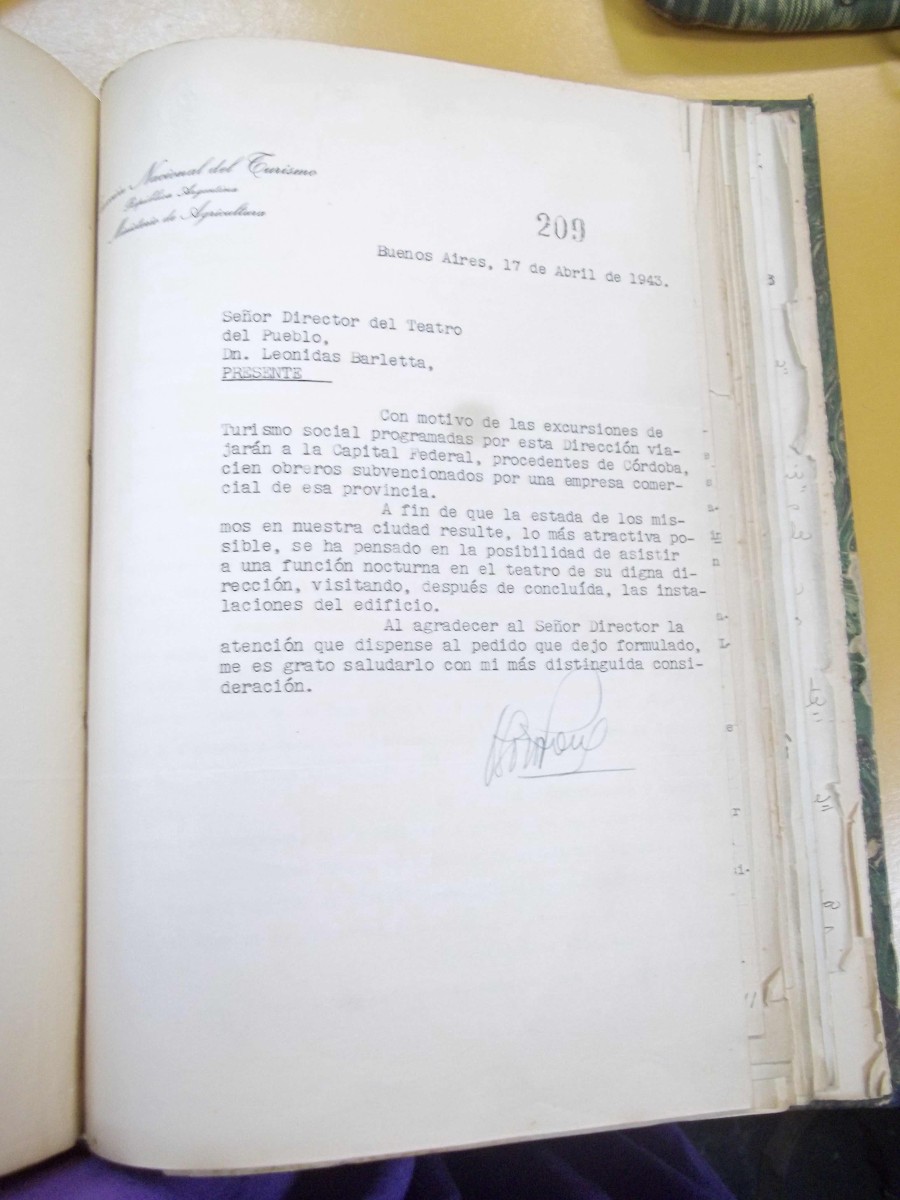 Nacional del Turismo
República Argentina
Ministerio de Agricultura
209
Buenos Aires, 17 de Abril de 1943.
Señor Director del Teatro
del Pueblo,
Dn. Leonidas Barletta,
PRESENTE
Con motivo de las excursiones de
Turismo social programadas por esta Dirección via-
jarán a la Capital Federal, procedentes de Córdoba,
cien obreros subvencionados por una empresa comer-
cial de esa provincia.
A fin de que la estada de los mis-
mos en nuestra ciudad resulte, lo más atractiva po-
sible, se ha pensado en la posibilidad de asistir
a una función nocturna en el teatro de su digna di-
rección, visitando, después de concluída, las insta-
laciones del edificio.
Al agradecer al Señor Director la
atención que dispense al pedido que dejo formulado,
me es grato saludarlo con mi más distinguida consi-
deración.